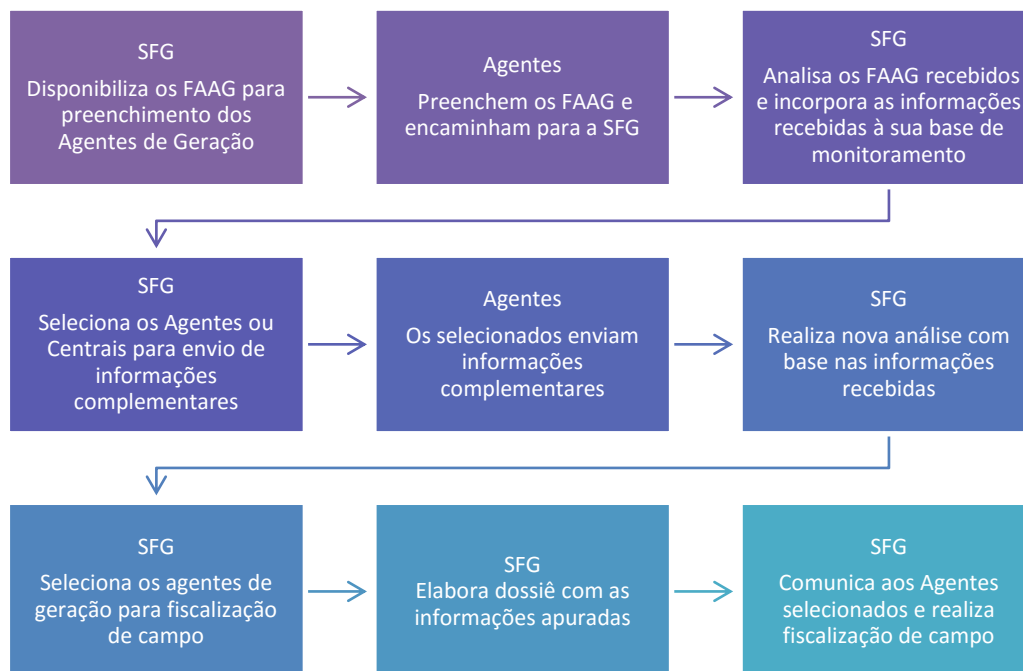 SFG
Disponibiliza os FAAG para
preenchimento dos
Agentes de Geração
Agentes
Preenchem os FAAG e
encaminham para a SFG
SFG
Analisa os FAAG recebidos
e incorpora as informações
recebidas à sua base de
monitoramento
SFG
Seleciona os Agentes ou
Centrais para envio de
informações
complementares
Agentes
Os selecionados enviam
informações
complementares
SFG
Realiza nova análise com
base nas informações
recebidas
SFG
Seleciona os agentes de
geração para fiscalização
de campo
SFG
Elabora dossiê com as
informações apuradas
SFG
Comunica aos Agentes
selecionados e realiza
fiscalização de campo